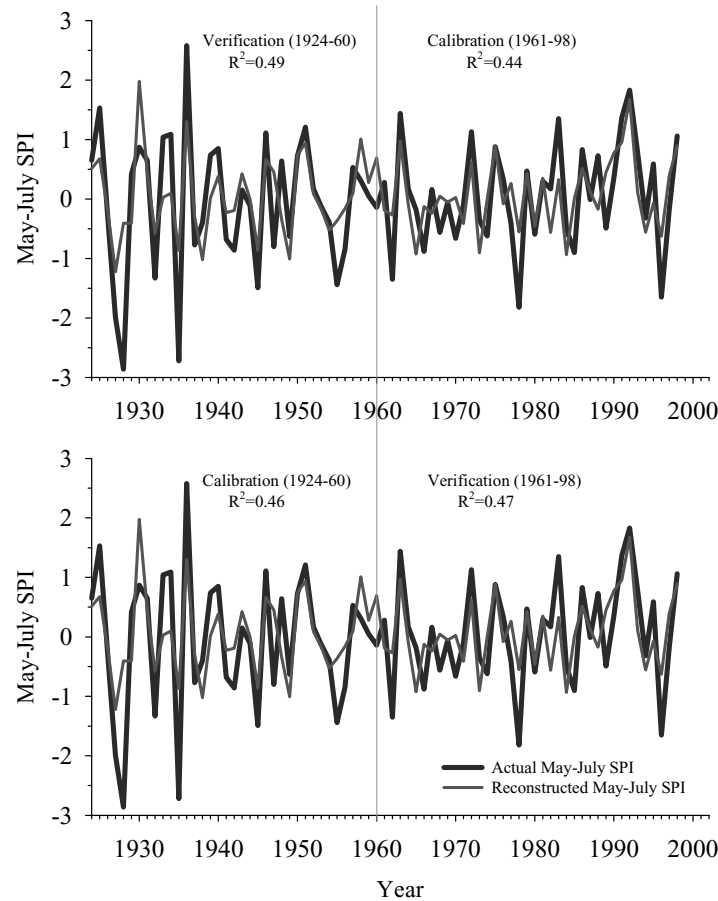 3
2
1
0
-1
-2
-3
May-July SPI
Verification (1924-60)
R²=0.49
Calibration (1961-98)
R²=0.44
1930 1940 1950 1960 1970 1980 1990 2000
3
2
1
0
-1
-2
-3
May-July SPI
Calibration (1924-60)
R²=0.46
Verification (1961-98)
R²=0.47
Actual May-July SPI
Reconstructed May-July SPI
1930 1940 1950 1960 1970 1980 1990 2000
Year